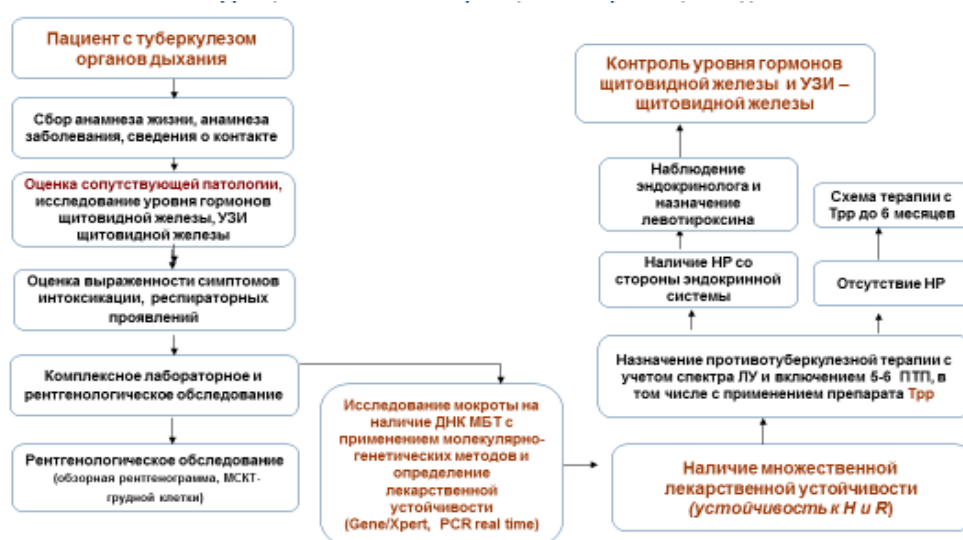 Пациент с туберкулезом
органов дыхания
Сбор анамнеза жизни, анамнеза
заболевания, сведения о контакте
Оценка сопутствующей патологии,
исследование уровня гормонов
щитовидной железы, УЗИ
щитовидной железы
Оценка выраженности симптомов
интоксикации, респираторных
проявлений
Комплексное лабораторное и
рентгенологическое обследование
Рентгенологическое обследование
(обзорная рентгенограмма, МСКТ-
грудной клетки)
Исследование мокроты на
наличие ДНК МБТ с
применением молекулярно-
генетических методов и
определение
лекарственной
устойчивости
(Gene/Xpert, PCR real time)
Контроль уровня гормонов
щитовидной железы и УЗИ –
щитовидной железы
Наблюдение
эндокринолога и
назначение
левотироксина
Наличие НР со
стороны эндокринной
системы
Схема терапии с
Трр до 6 месяцев
Отсутствие НР
Назначение противотуберкулезной терапии с
учетом спектра ЛУ и включением 5-6 ПТП, в
том числе с применением препарата Трр
Наличие множественной
лекарственной устойчивости
(устойчивость к H и R)